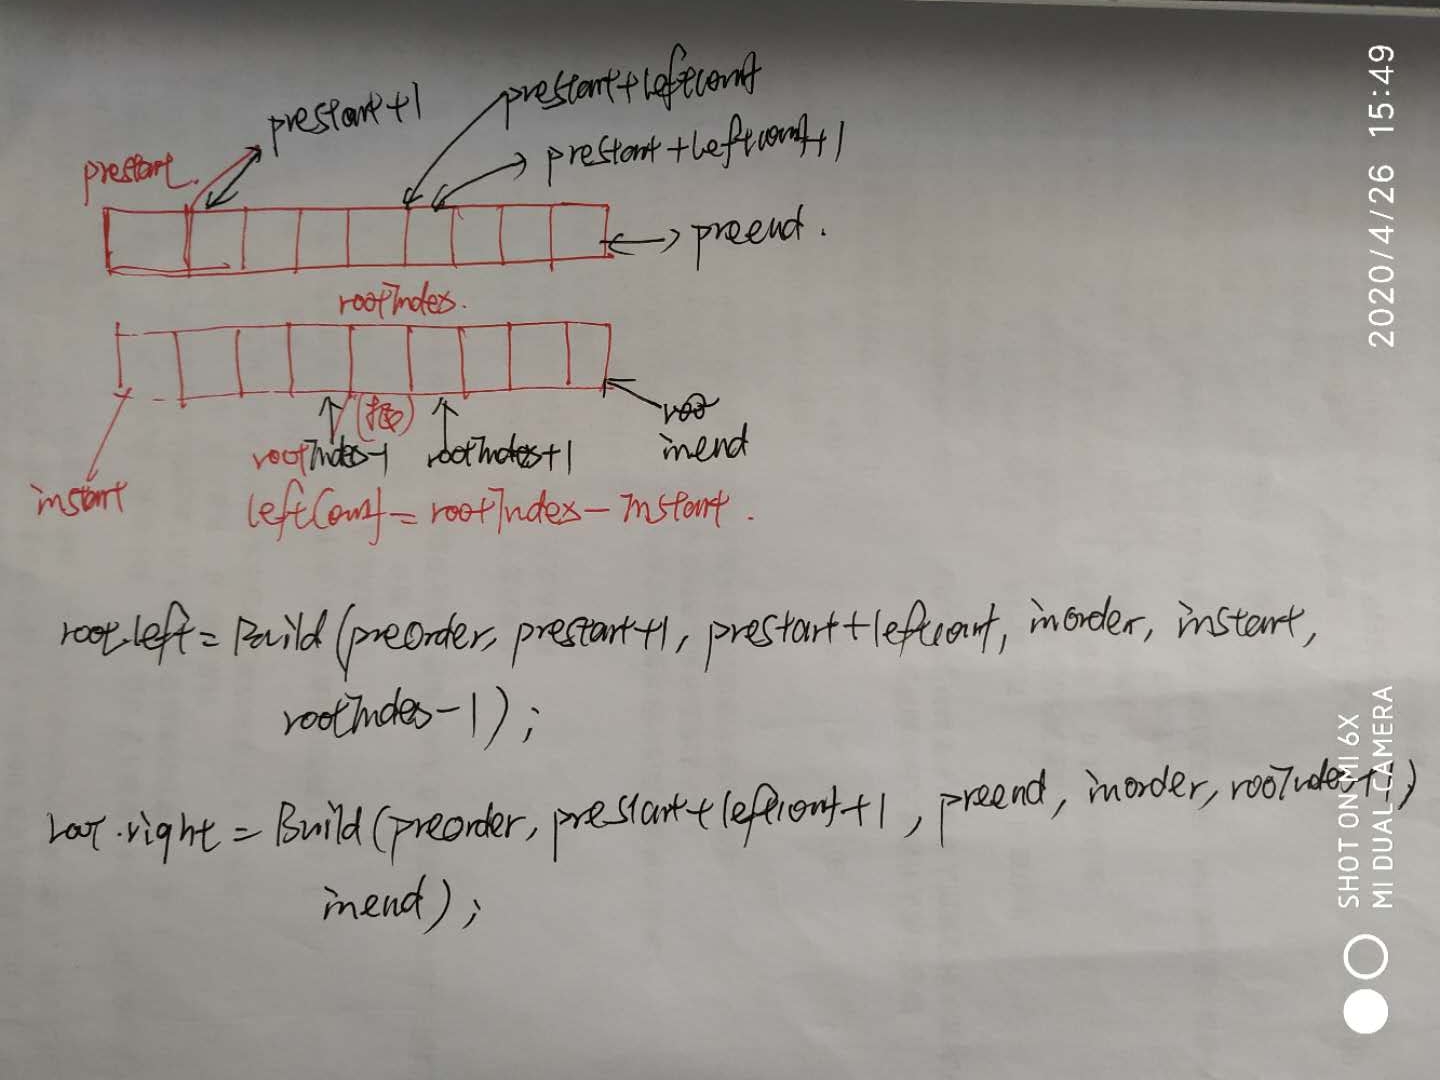 prestart+1
prestart+leftcount
prestart+leftcount+1
prestart.
preend.
rootIndex.
(根)
rootIndex-1
rootIndex+1
inend
instart
leftCount=rootIndex-Instart.
root.left=Build(preorder, prestart+1, prestart+leftcount, inorder, instart,
rootIndex-1);
root.right=Build(preorder, prestart+leftcount+1, preend, inorder, rootIndex+1,
inend);
2020/4/26 15:49
SHOT ON MI 6X
MI DUAL CAMERA